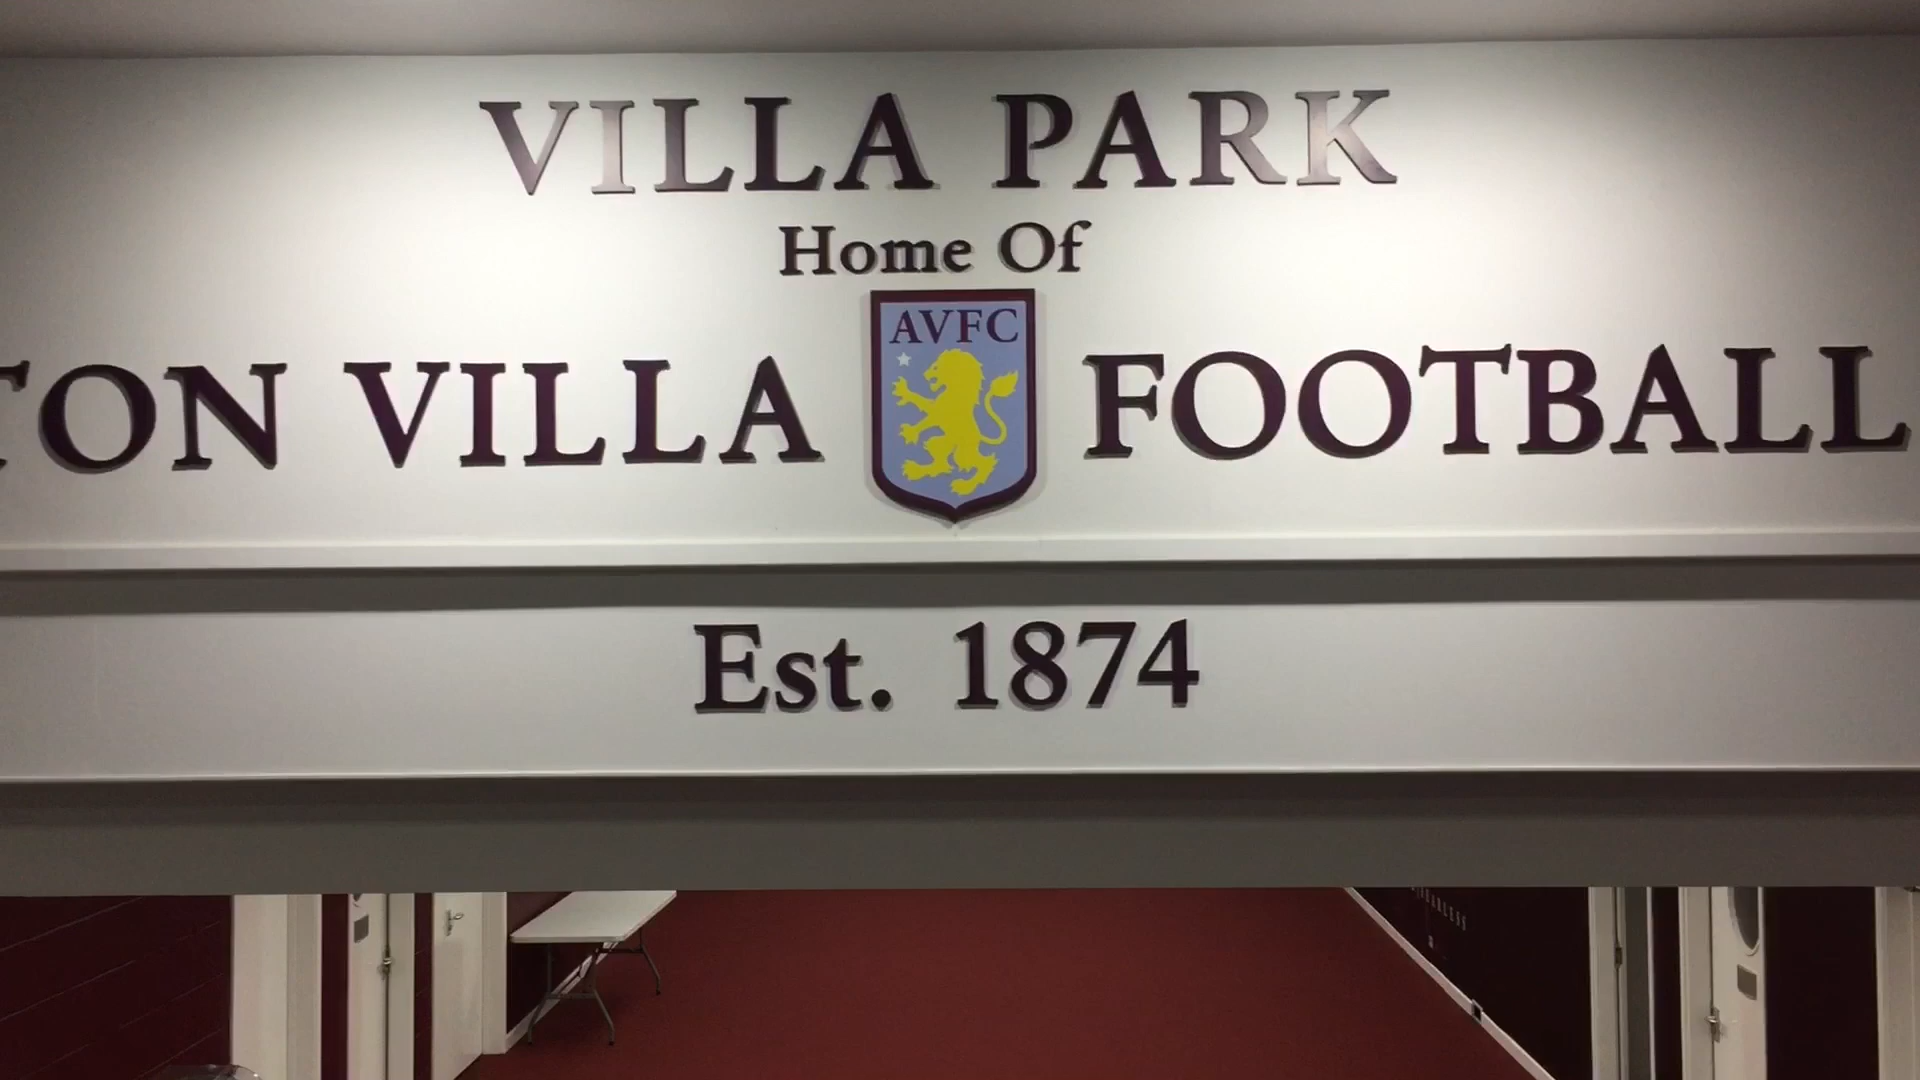 VILLA PARK
Home Of
AVFC
TON VILLA FOOTBALL
Est. 1874